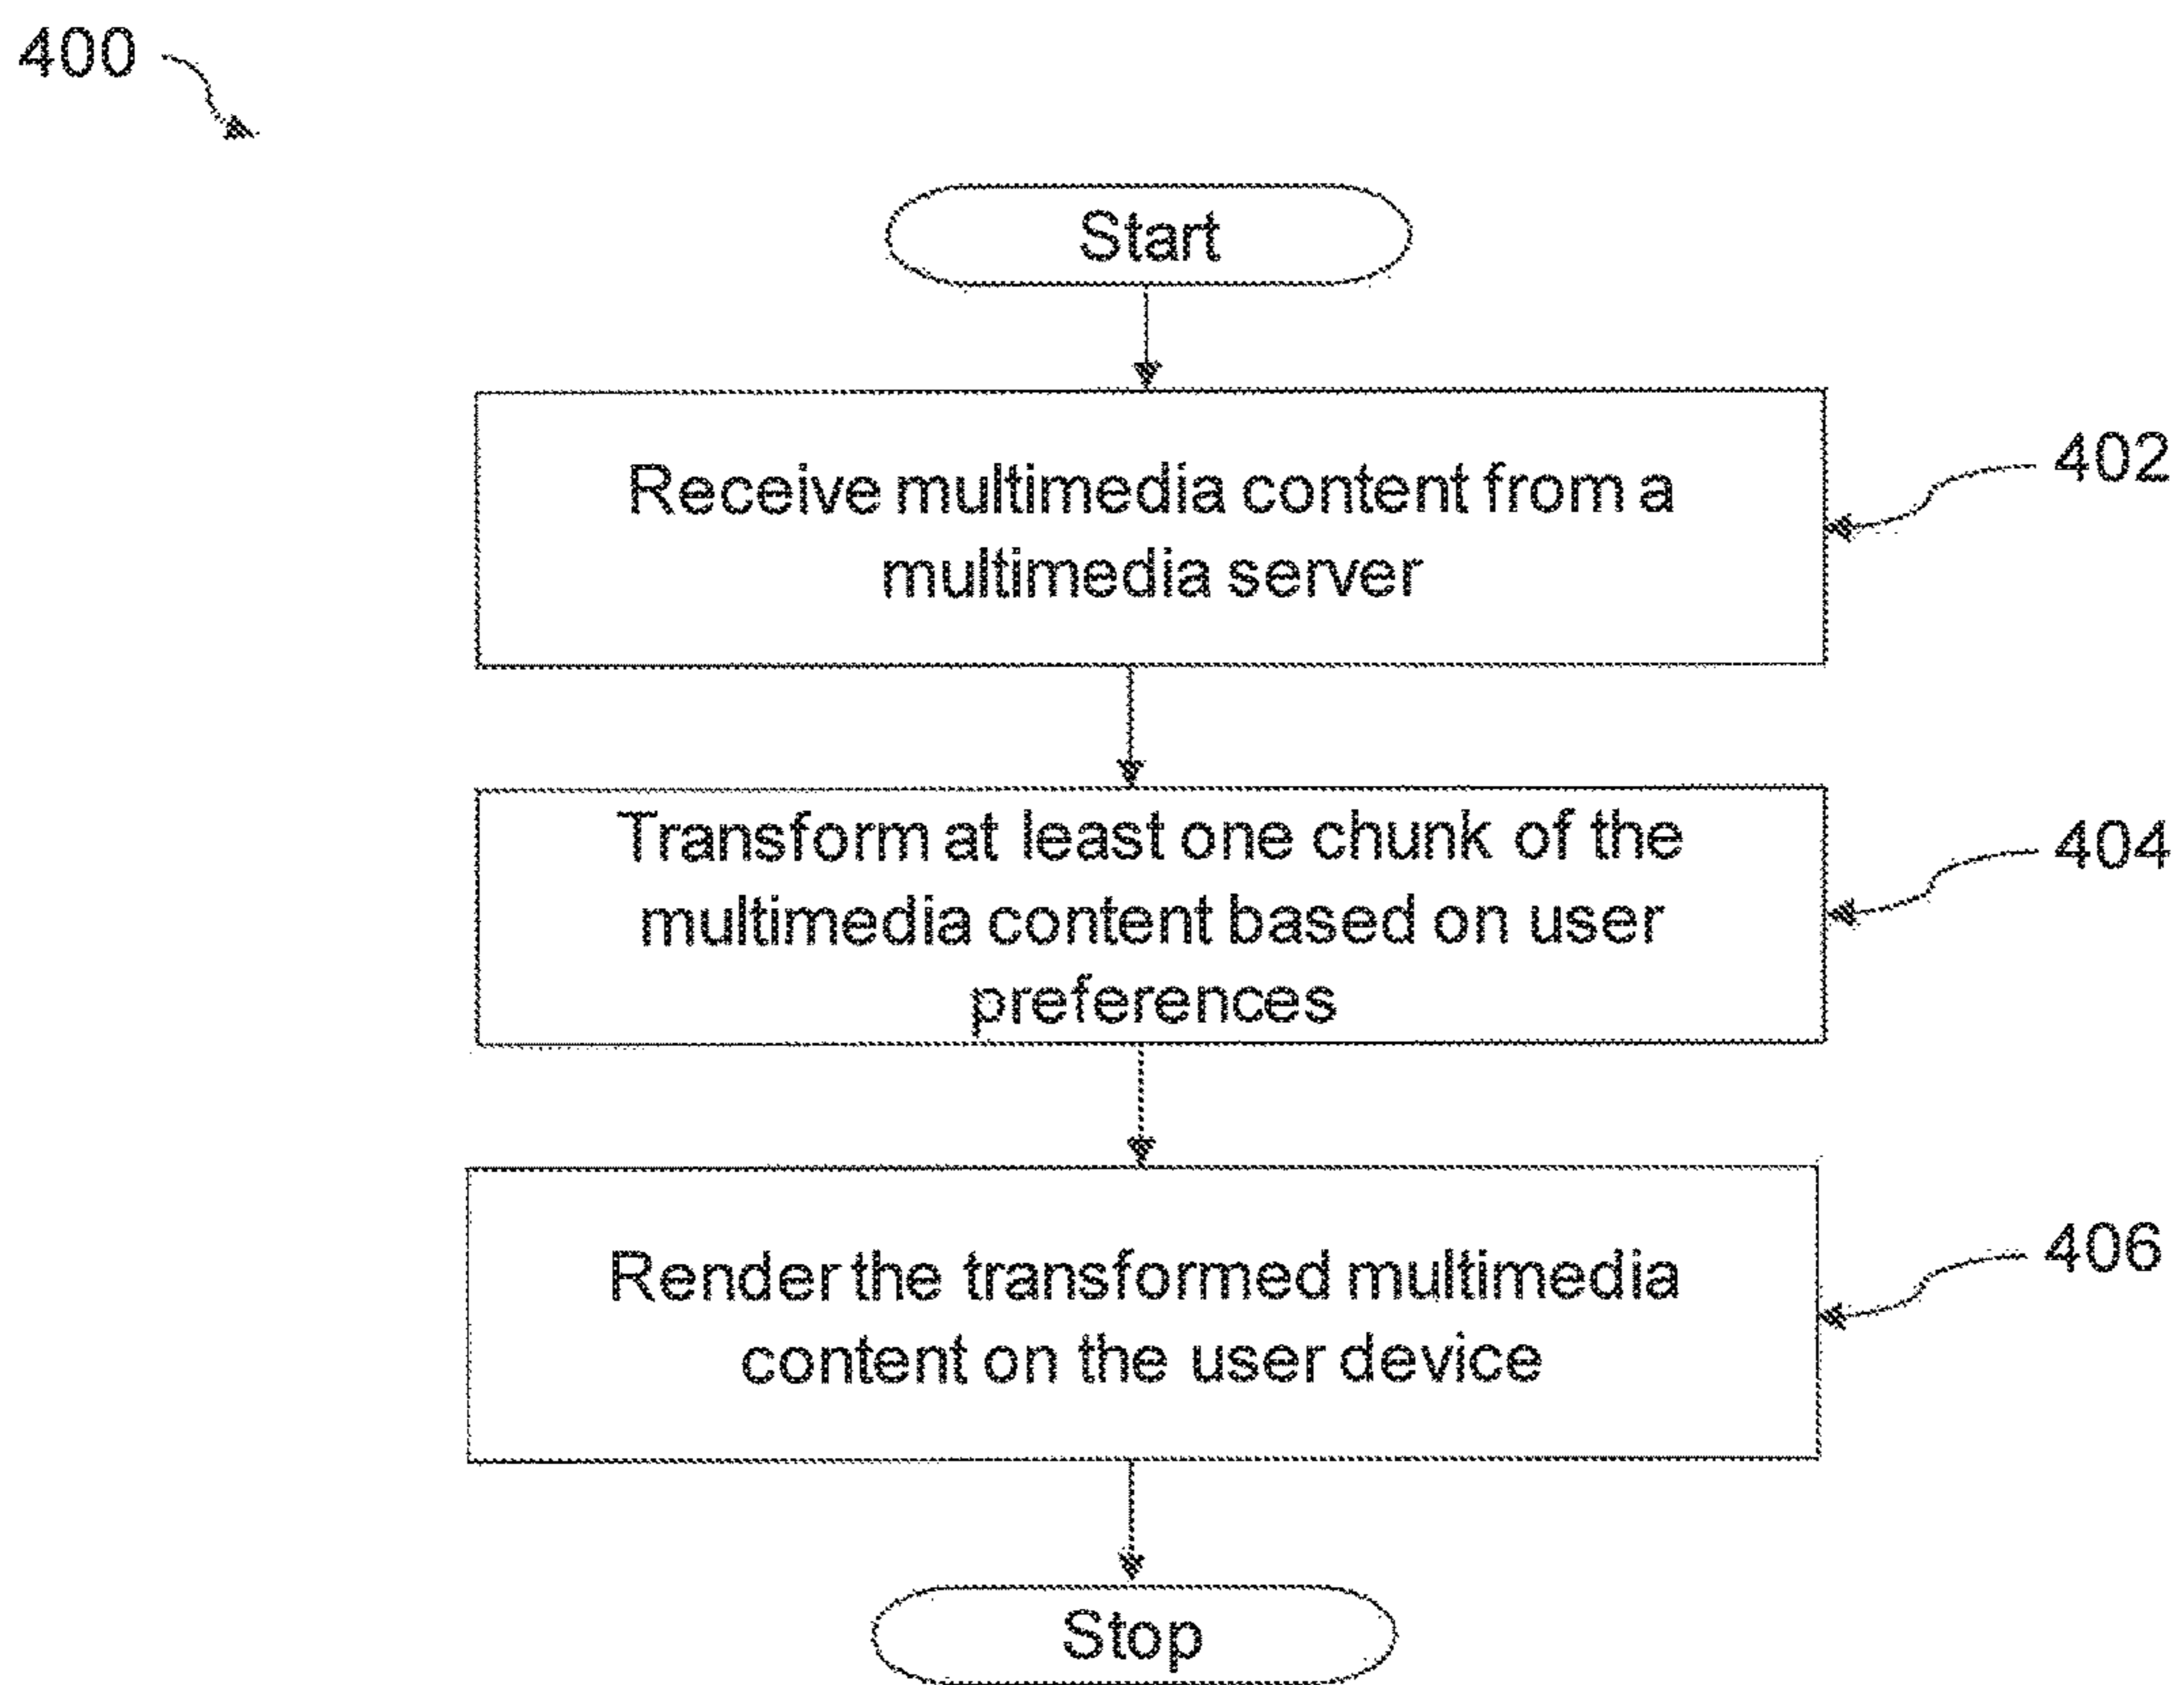 400
Start
Receive multimedia content from a
multimedia server
402
Transform at least one chunk of the
multimedia content based on user
preferences
404
Render the transformed multimedia
content on the user device
406
Stop